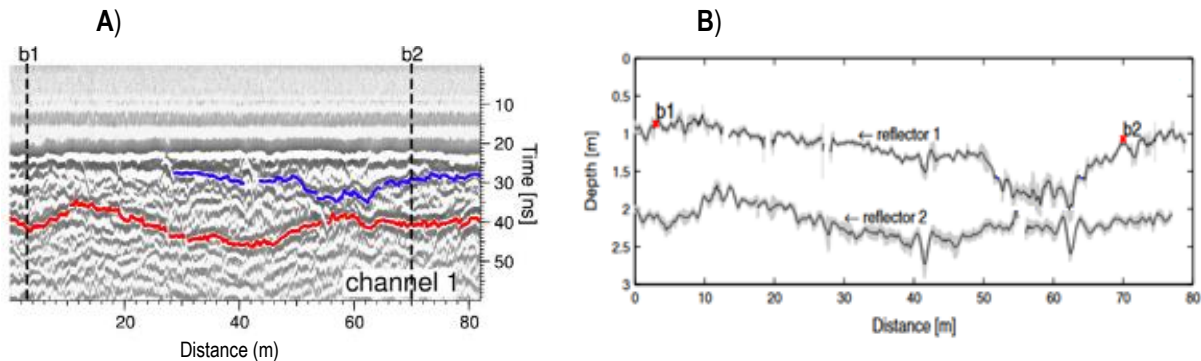 A)
b1
b2
10
20
30
40
50
Time [ns]
channel 1
20
40
60
80
Distance (m)
B)
0
0.5
1
1.5
2
2.5
3
Depth [m]
b1
← reflector 1
b2
← reflector 2
0
10
20
30
40
50
60
70
80
Distance [m]